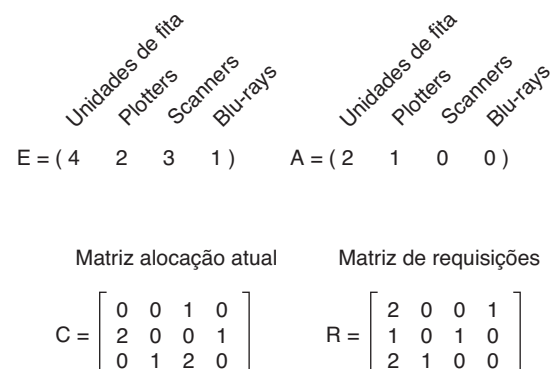 Unidades de fita Plotters Scanners Blu-rays Unidades de fita Plotters Scanners Blu-rays
E = ( 4 2 3 1 ) A = ( 2 1 0 0 )
Matriz alocação atual Matriz de requisições
0 0 1 0 2 0 0 1
C = 2 0 0 1 R = 1 0 1 0
0 1 2 0 2 1 0 0